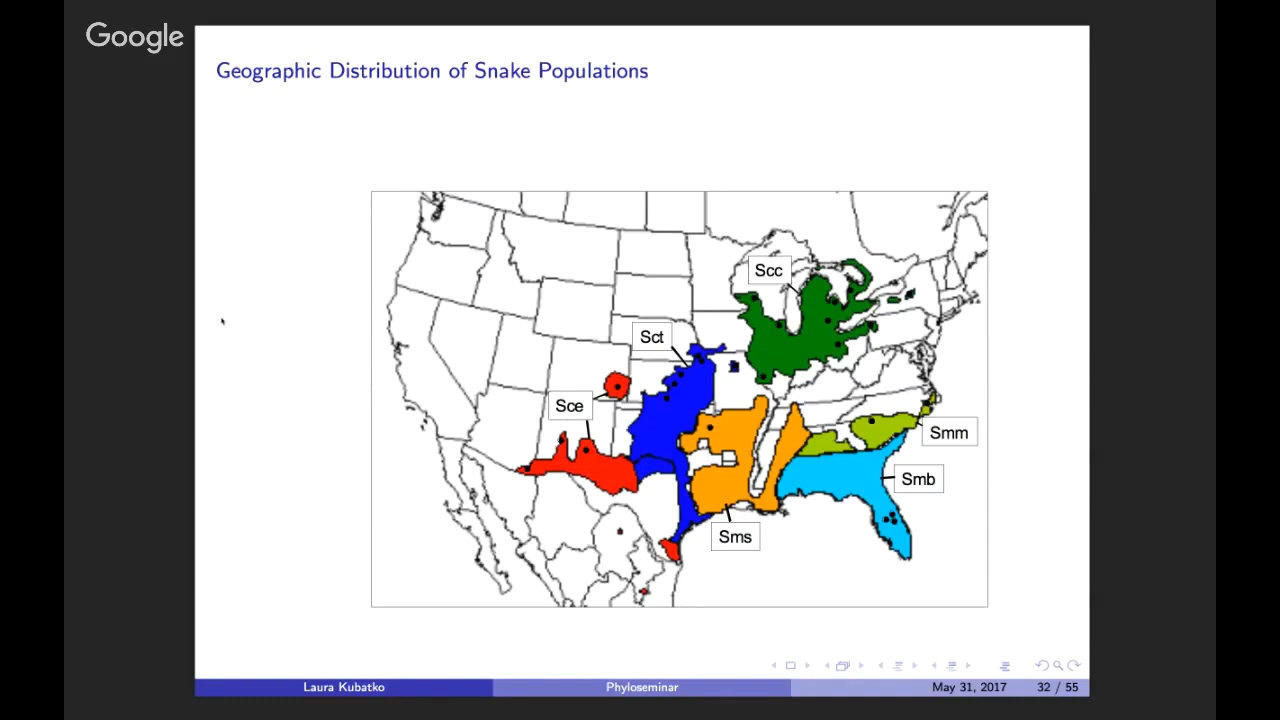 Google
Geographic Distribution of Snake Populations
Scc
Sct
Sce
Smm
Smb
Sms
Laura Kubatko Phyloseminar May 31, 2017 32 / 55